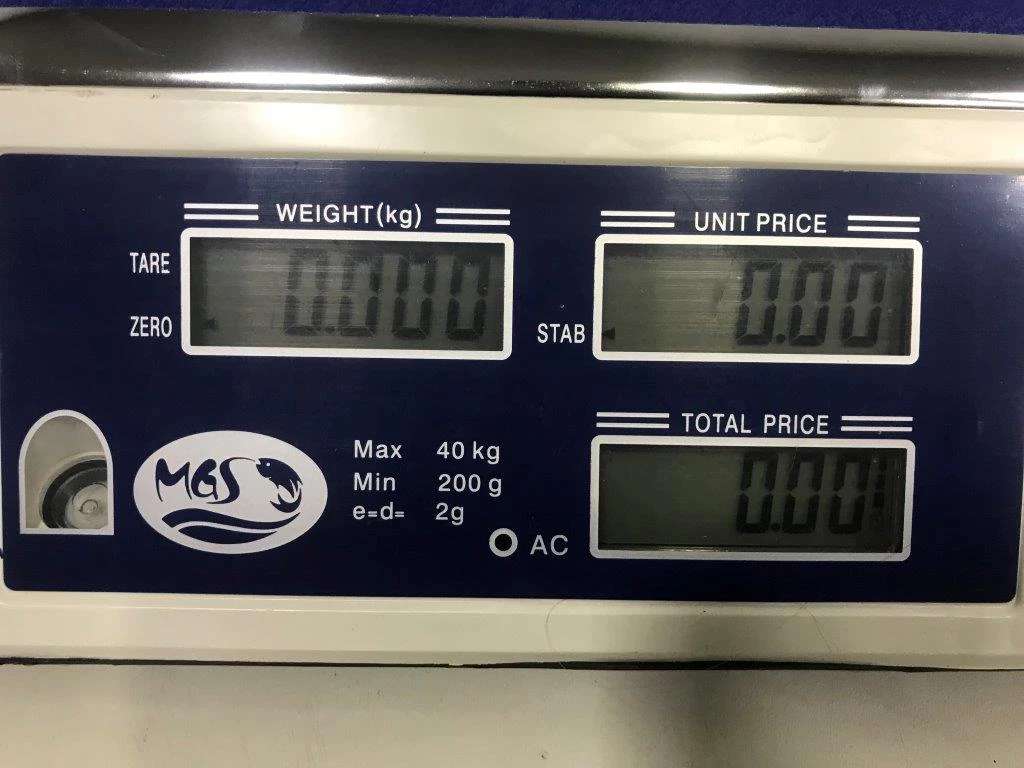 WEIGHT(kg)
UNIT PRICE
TARE
0.000
0.00
ZERO
STAB
TOTAL PRICE
0.00
MGS
Max 40 kg
Min 200 g
e=d= 2g
AC